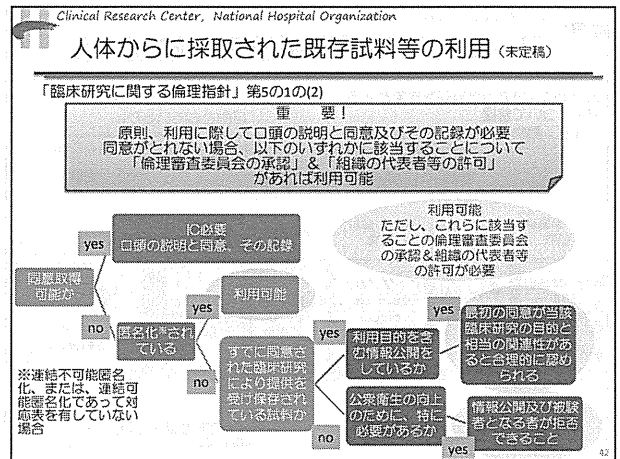 Clinical Research Center, National Hospital Organization
人体からに採取された既存試料等の利用(未定稿)
「臨床研究に関する倫理指針」第5の1の(2)
重 要!
原則、利用に際して口頭の説明と同意及びその記録が必要
同意がとれない場合、以下のいずれかに該当することについて
「倫理審査委員会の承認」&「組織の代表者等の許可」
があれば利用可能
利用可能
ただし、これらに該当す
ることの倫理審査委員会
の承認&組織の代表者等
の許可が必要
yes
IC必要
口頭の説明と同意、その記録
同意取得
可能か
no
匿名化※され
ている
yes
利用可能
no
すでに同意さ
れた臨床研究
により提供を
受け保存され
ている試料か
yes
利用目的を含
む情報公開を
しているか
yes
最初の同意が当該
臨床研究の目的と
相当の関連性があ
ると合理的に認め
られる
no
公衆衛生の向上
のために、特に
必要があるか
yes
情報公開及び被験
者となる者が拒否
できること
※連結不可能匿名
化、または、連結可
能匿名化であって対
応表を有していない
場合
42